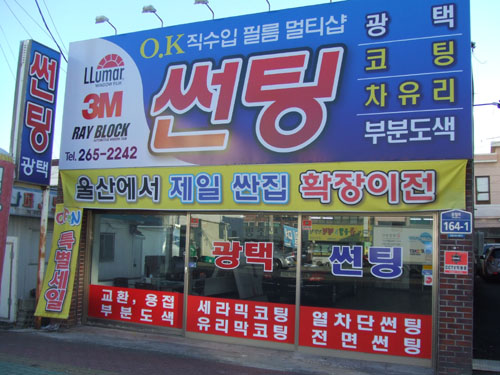 O.K 직수입 필름 멀티샵
LLumar
WINDOW FILM
3M
RAY BLOCK
Tel. 265-2242
썬팅
광택
코팅
차유리
부분도색
썬팅
광택
울산에서 제일 싼집 확장이전
164-1
특별세일
광택
썬팅
교환, 용접
부분도색
세라믹코팅
유리막코팅
열차단썬팅
전면썬팅